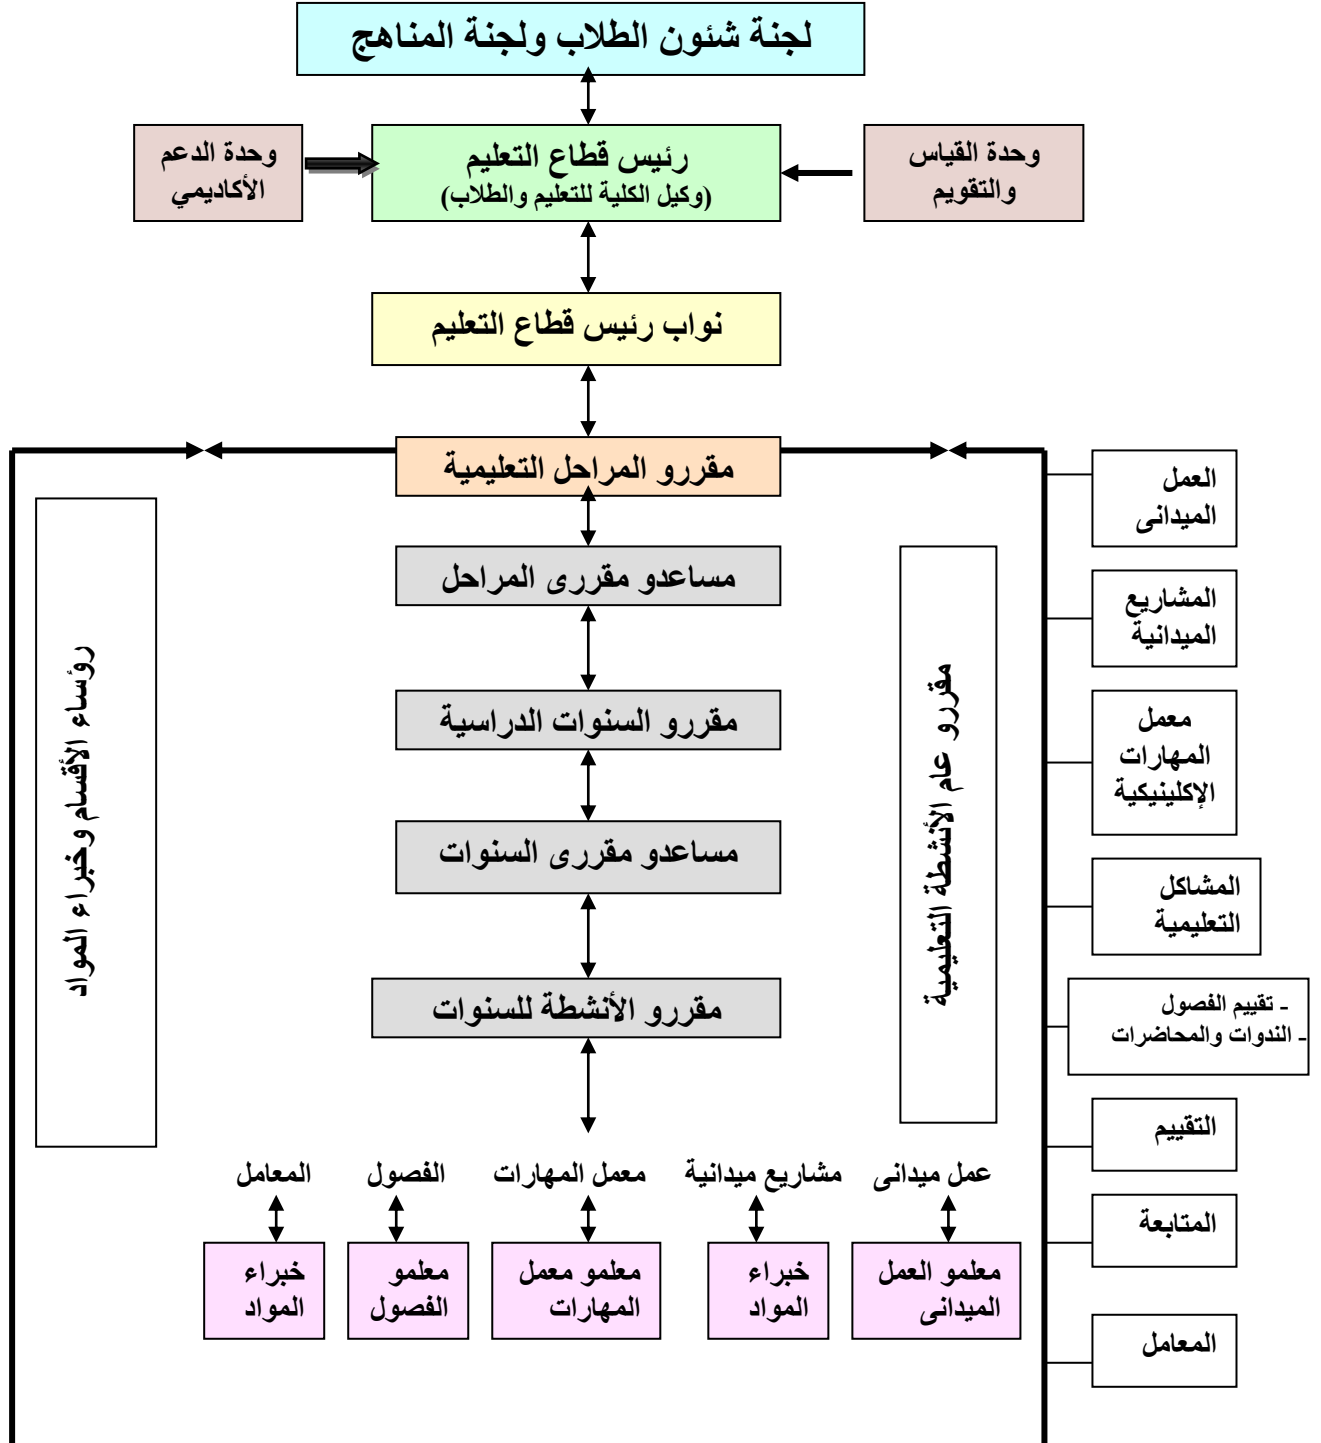 لجنة شئون الطلاب ولجنة المناهج
وحدة القياس
والتقويم
رئيس قطاع التعليم
(وكيل الكلية للتعليم والطلاب)
وحدة الدعم
الأكاديمي
نواب رئيس قطاع التعليم
مقررو المراحل التعليمية
مساعدو مقررى المراحل
مقررو السنوات الدراسية
مساعدو مقررى السنوات
مقررو الأنشطة للسنوات
العمل
الميدانى
المشاريع
الميدانية
معمل
المهارات
الإكلينيكية
المشاكل
التعليمية
- تقييم الفصول
- الندوات والمحاضرات
التقييم
المتابعة
المعامل
مقررو عام الأنشطة التعليمية
رؤساء الأقسام وخبراء المواد
عمل ميدانى
مشاريع ميدانية
معمل المهارات
الفصول
المعامل
معلمو العمل
الميدانى
خبراء
المواد
معلمو معمل
المهارات
معلمو
الفصول
خبراء
المواد